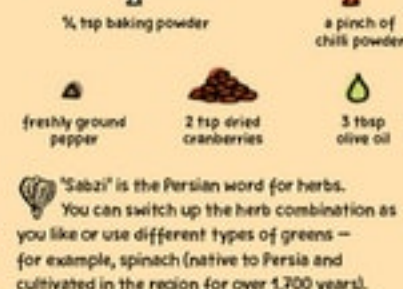 tsp baking powder
a pinch of
chilli powder
freshly ground
pepper
2 tsp dried
cranberries
3 tbsp
olive oil
"Sabzi" is the Persian word for herbs.
You can switch up the herb combination as
you like or use different types of greens —
for example, spinach (native to Persia and
cultivated in the region for over 1,700 years).